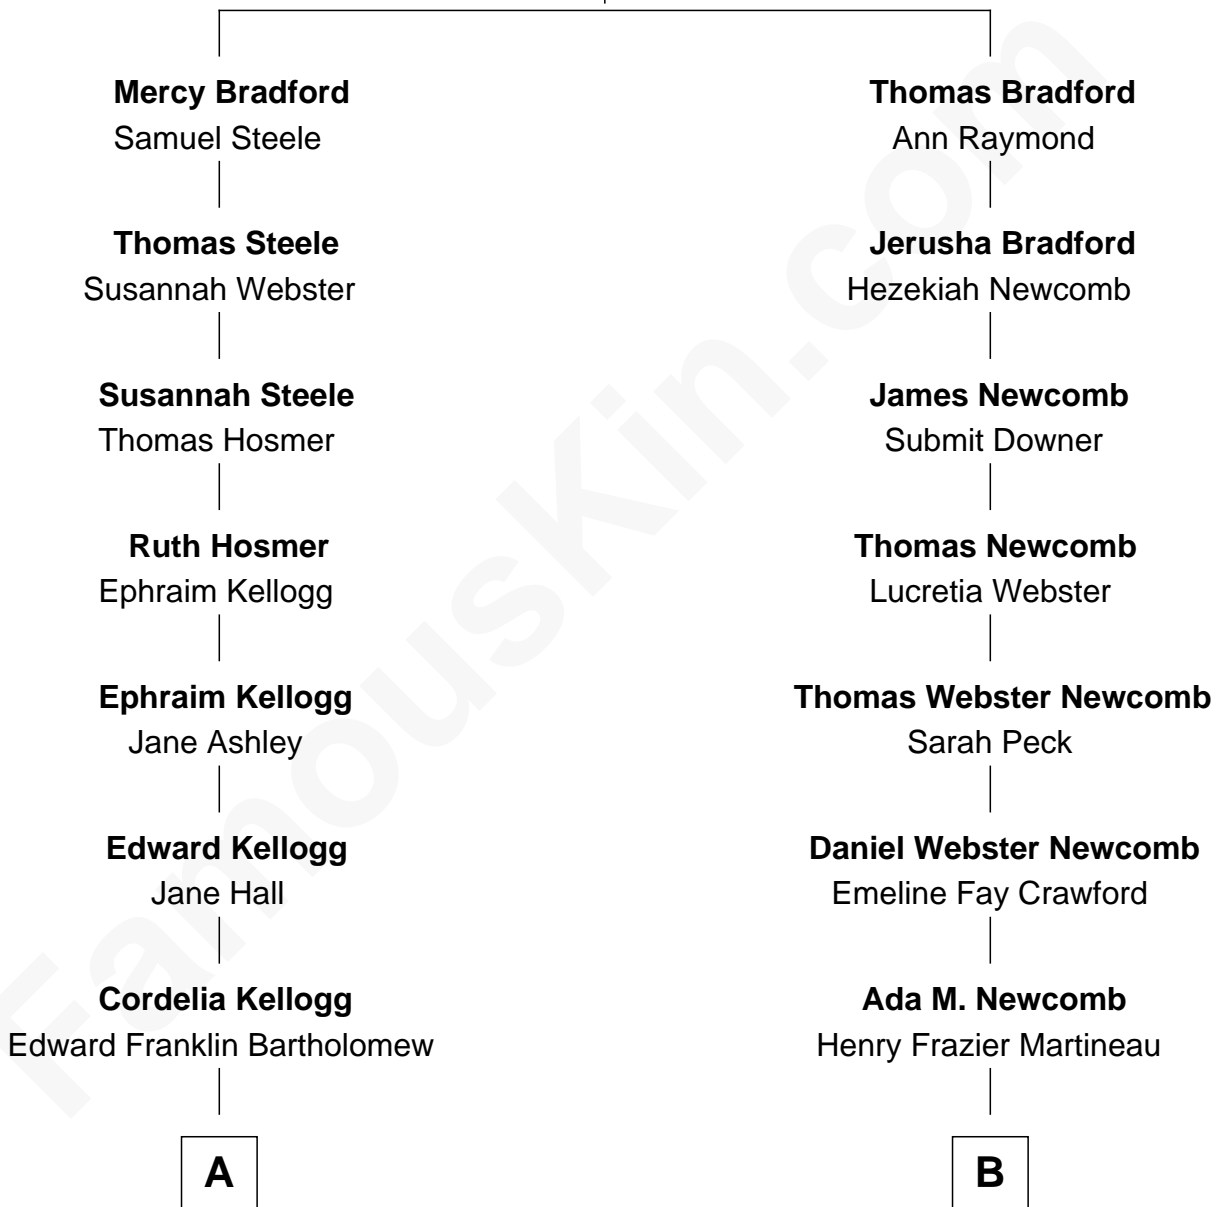 Mercy Bradford
Samuel Steele
Thomas Steele
Susannah Webster
Susannah Steele
Thomas Hosmer
Ruth Hosmer
Ephraim Kellogg
Ephraim Kellogg
Jane Ashley
Edward Kellogg
Jane Hall
Cordelia Kellogg
Edward Franklin Bartholomew
A
Thomas Bradford
Ann Raymond
Jerusha Bradford
Hezekiah Newcomb
James Newcomb
Submit Downer
Thomas Newcomb
Lucretia Webster
Thomas Webster Newcomb
Sarah Peck
Daniel Webster Newcomb
Emeline Fay Crawford
Ada M. Newcomb
Henry Frazier Martineau
B
FamousKin.com